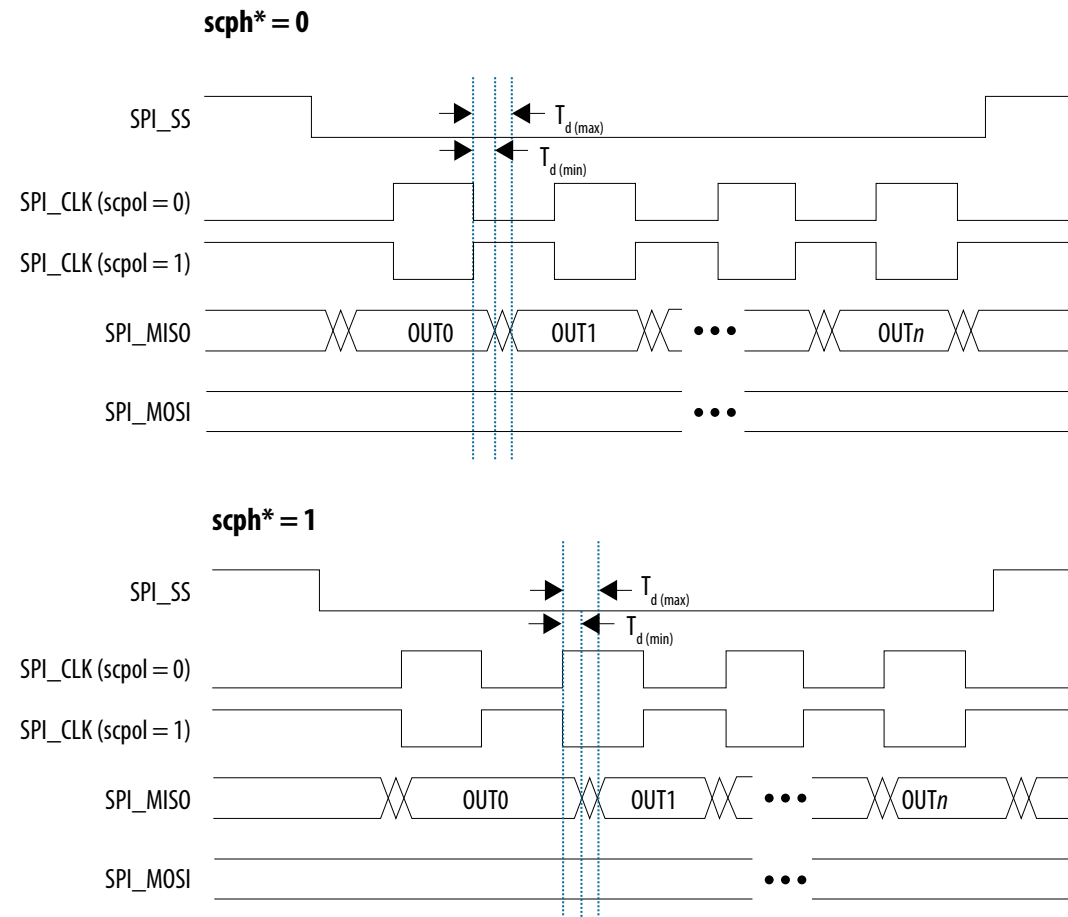 scph* = 0
SPI_SS
T d (max)
T d (min)
SPI_CLK (scpol = 0)
SPI_CLK (scpol = 1)
SPI_MISO OUT0 OUT1 ••• OUTn
SPI_MOSI •••
scph* = 1
SPI_SS
T d (max)
T d (min)
SPI_CLK (scpol = 0)
SPI_CLK (scpol = 1)
SPI_MISO OUT0 OUT1 ••• OUTn
SPI_MOSI •••